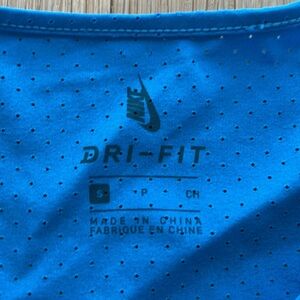 NIKE
DRI-FIT
S P CH
MADE IN CHINA
FABRIQUÉ EN CHINE